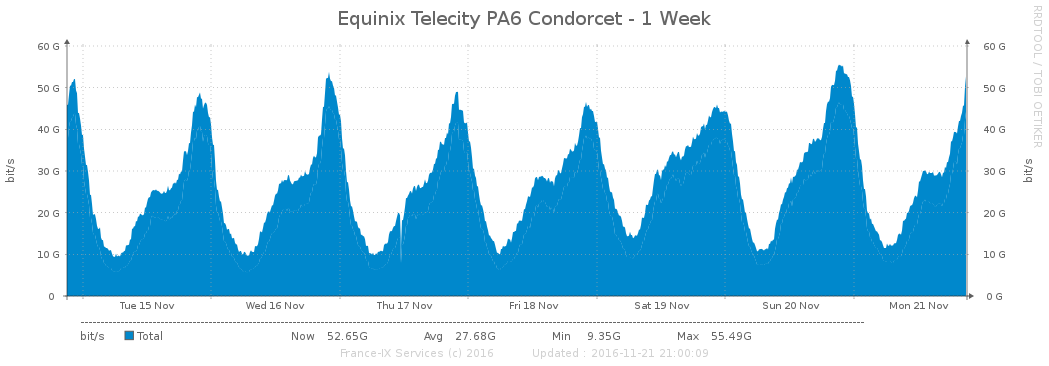 Equinix Telecity PA6 Condorcet - 1 Week
RRDTOOL / TOBI OETIKER
bit/s
60 G 60 G
50 G 50 G
40 G 40 G
30 G 30 G
20 G 20 G
10 G 10 G
0 0 G
bit/s
Tue 15 Nov Wed 16 Nov Thu 17 Nov Fri 18 Nov Sat 19 Nov Sun 20 Nov Mon 21 Nov
bit/s Total Now 52.65G Avg 27.68G Min 9.35G Max 55.49G
France-IX Services (c) 2016 Updated : 2016-11-21 21:00:09